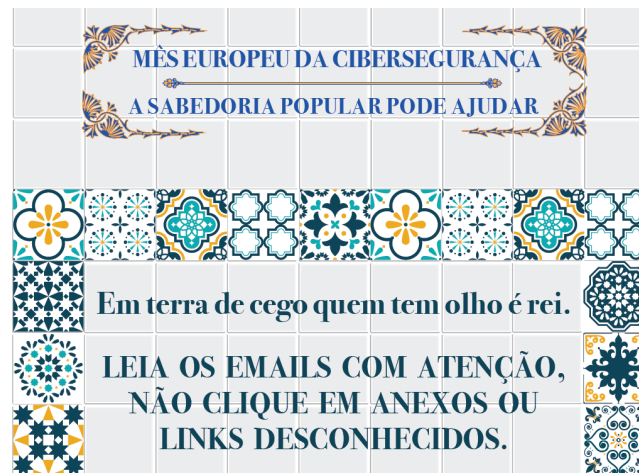 MÊS EUROPEU DA CIBERSEGURANÇA
A SABEDORIA POPULAR PODE AJUDAR
Em terra de cego quem tem olho é rei.
LEIA OS EMAILS COM ATENÇÃO,
NÃO CLIQUE EM ANEXOS OU
LINKS DESCONHECIDOS.